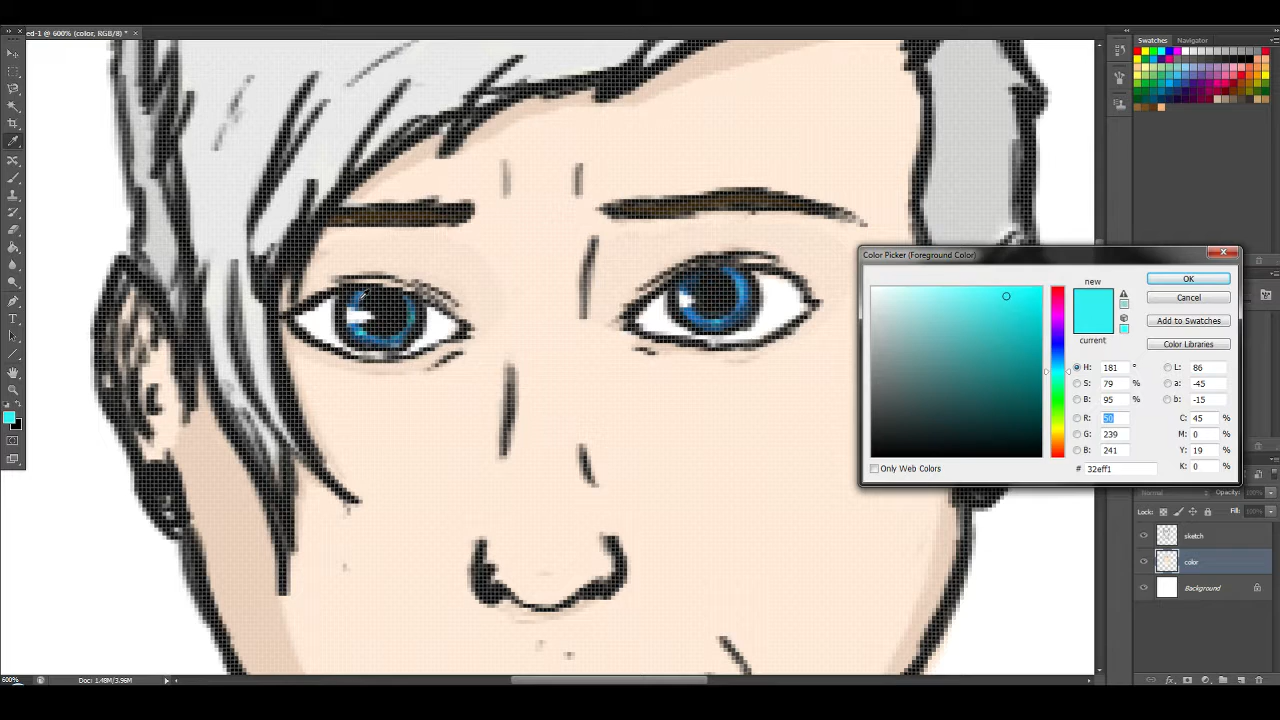 ed-1 @ 600% (color, RGB/8) *
Swatches Navigator
Color Picker (Foreground Color)
new
current
OK
Cancel
Add to Swatches
Color Libraries
H: 181 °
S: 79 %
B: 95 %
R: 50
G: 239
B: 241
# 32eff1
L: 86
a: -45
b: -15
C: 45 %
M: 0 %
Y: 19 %
K: 0 %
Only Web Colors
Normal Opacity: 100%
Lock: Fill: 100%
sketch
color
Background
600% Doc: 1.48M/3.96M